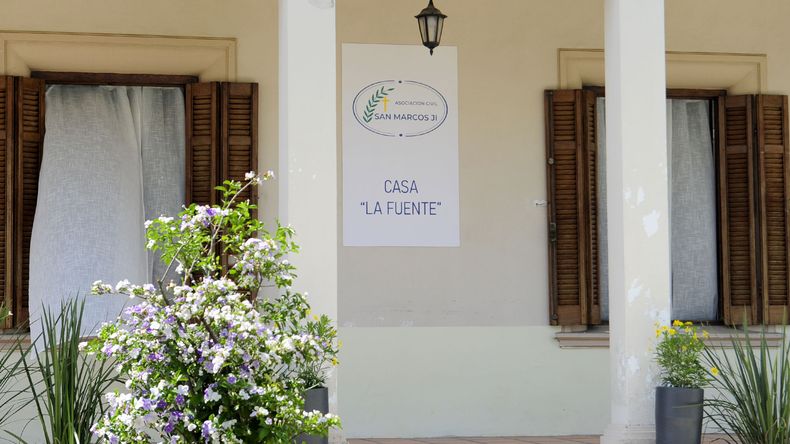 ASOCIACION CIVIL
SAN MARCOS JI
CASA
"LA FUENTE"